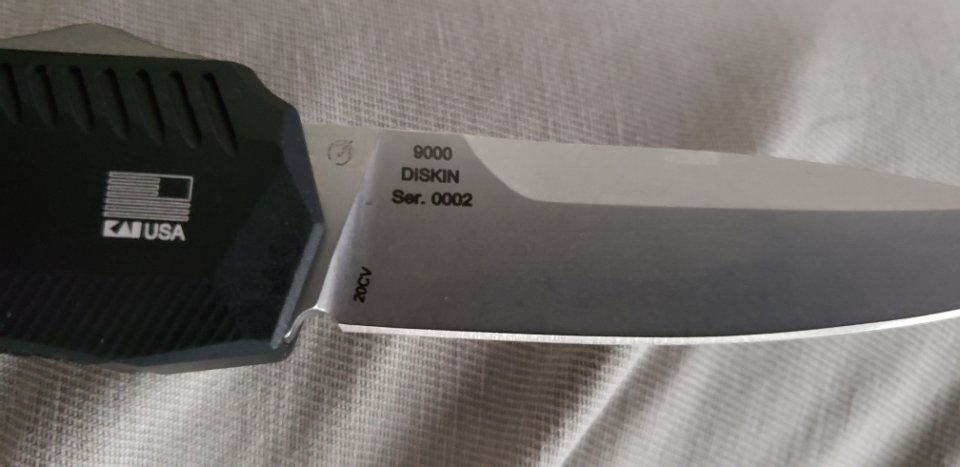 9000
DISKIN
Ser. 0002
KAI USA
20CV